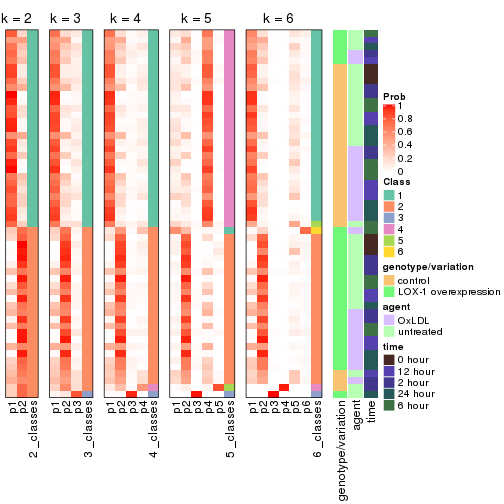 k = 2 k = 3 k = 4 k = 5 k = 6
Prob
1
0.8
0.6
0.4
0.2
0
Class
1
2
3
4
5
6
genotype/variation
control
LOX-1 overexpression
agent
OxLDL
untreated
time
0 hour
12 hour
2 hour
24 hour
6 hour
p1 p2 2_classes p1 p2 p3 3_classes p1 p2 p3 p4 4_classes p1 p2 p3 p4 p5 5_classes p1 p2 p3 p4 p5 p6 6_classes genotype/variation agent time